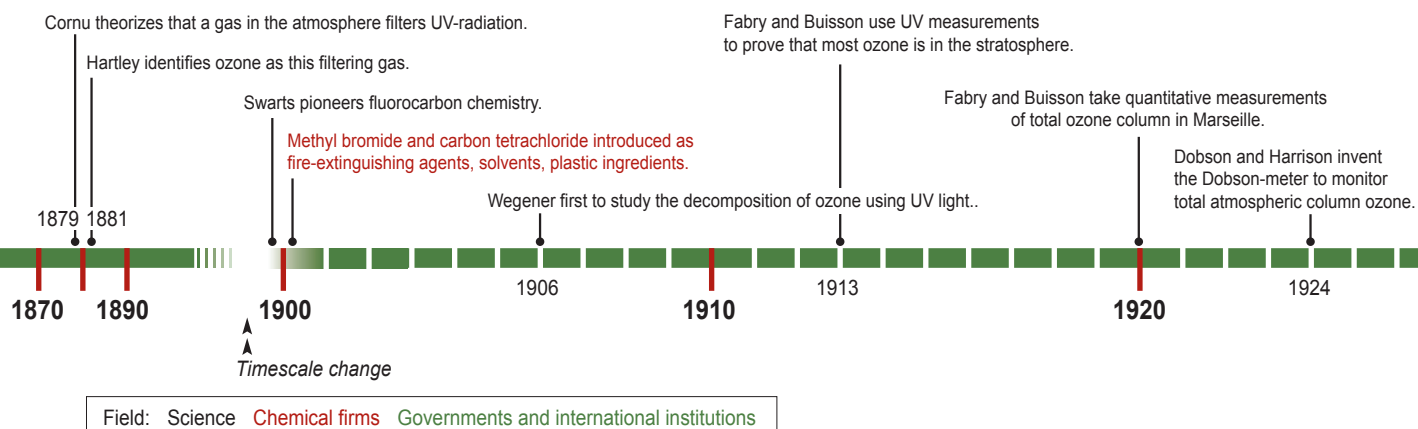 Cornu theorizes that a gas in the atmosphere filters UV-radiation.
Hartley identifies ozone as this filtering gas.
Swarts pioneers fluorocarbon chemistry.
Methyl bromide and carbon tetrachloride introduced as
fire-extinguishing agents, solvents, plastic ingredients.
Wegener first to study the decomposition of ozone using UV light..
Fabry and Buisson use UV measurements
to prove that most ozone is in the stratosphere.
Fabry and Buisson take quantitative measurements
of total ozone column in Marseille.
Dobson and Harrison invent
the Dobson-meter to monitor
total atmospheric column ozone.
1879 1881
1906
1913
1924
1870
1890
1900
1910
1920
Timescale change
Field: Science Chemical firms Governments and international institutions